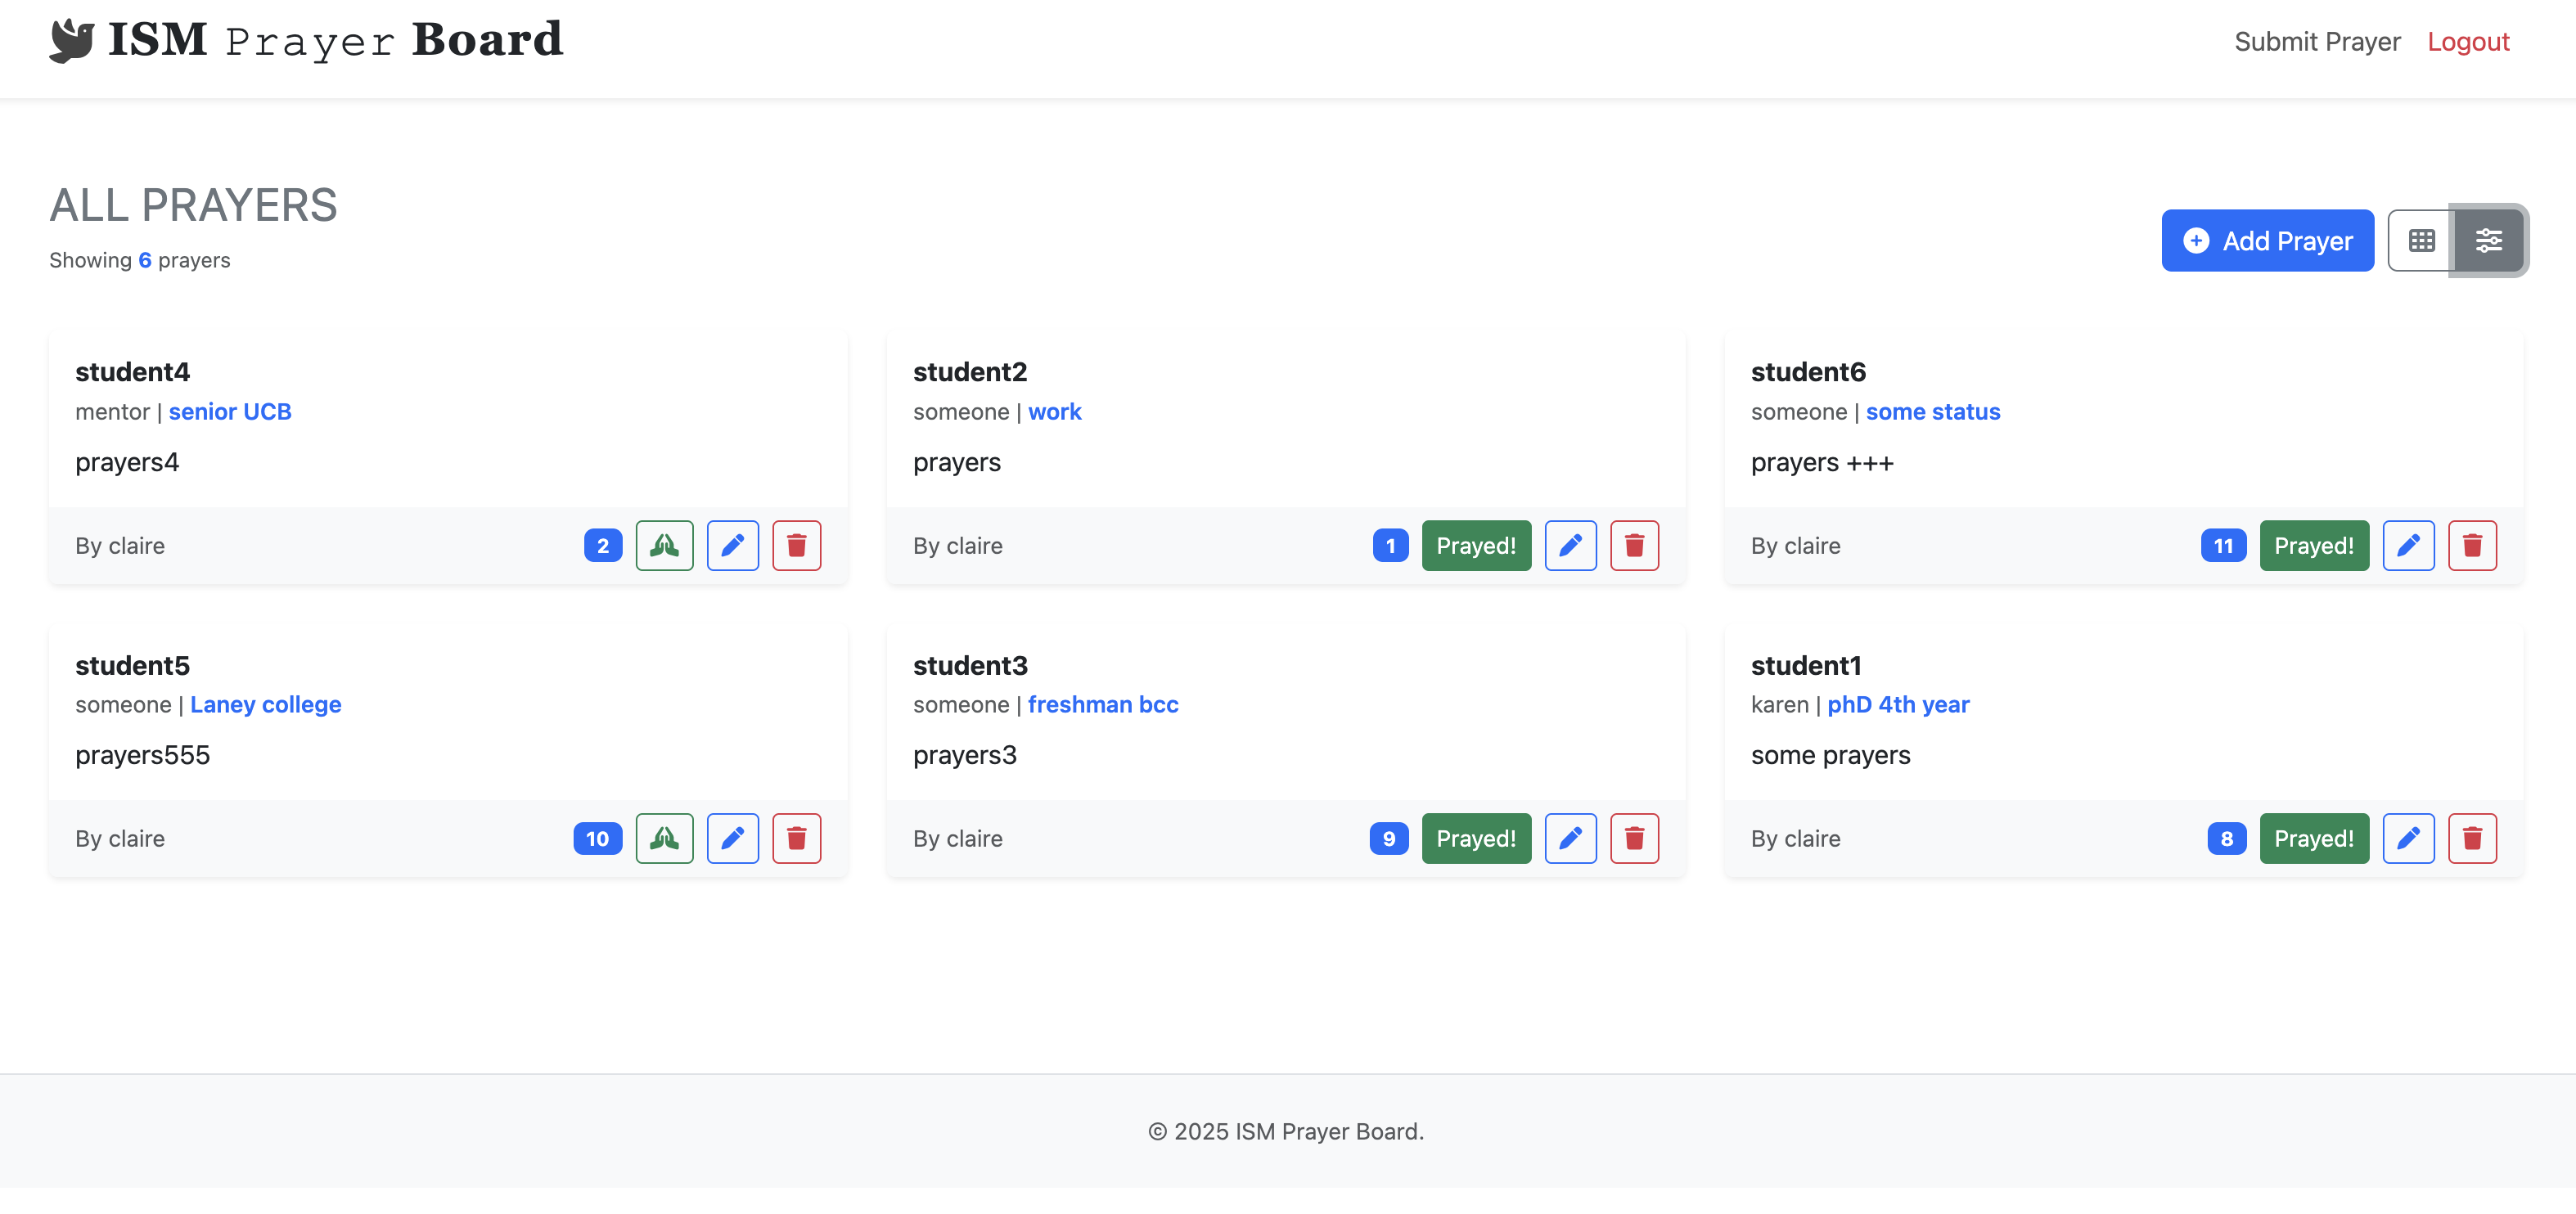 ISM Prayer Board
Submit Prayer Logout
ALL PRAYERS
Showing 6 prayers
Add Prayer
student4
mentor | senior UCB
prayers4
By claire 2
student2
someone | work
prayers
By claire 1 Prayed!
student6
someone | some status
prayers +++
By claire 11 Prayed!
student5
someone | Laney college
prayers555
By claire 10
student3
someone | freshman bcc
prayers3
By claire 9 Prayed!
student1
karen | phD 4th year
some prayers
By claire 8 Prayed!
© 2025 ISM Prayer Board.